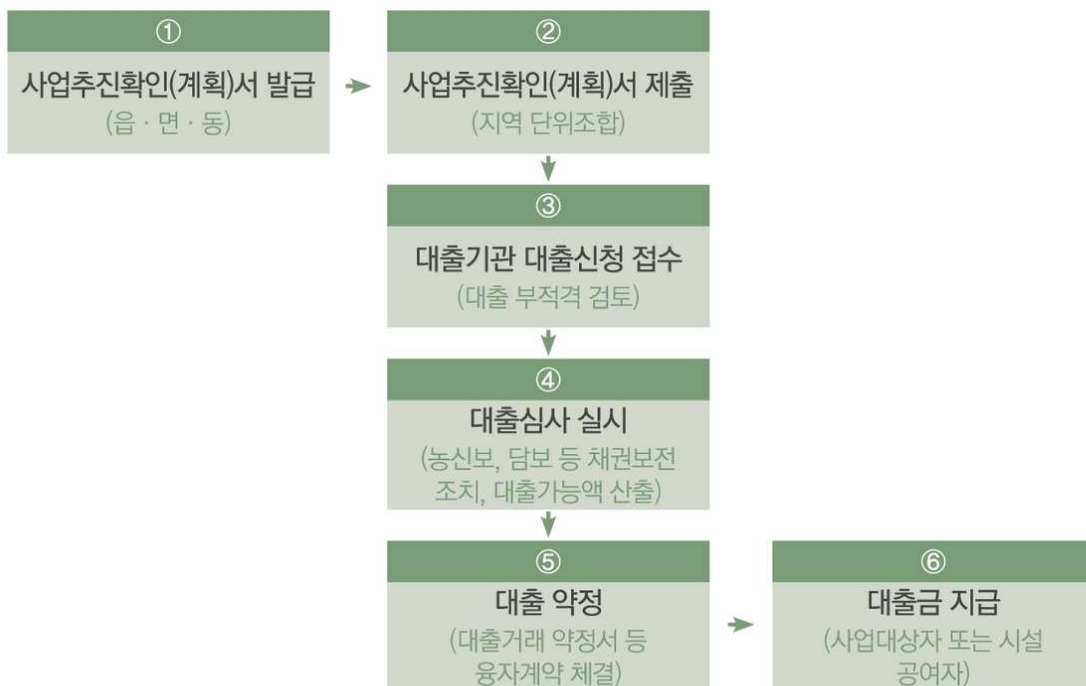 ①
사업추진확인(계획)서 발급
(읍 · 면 · 동)
②
사업추진확인(계획)서 제출
(지역 단위조합)
③
대출기관 대출신청 접수
(대출 부적격 검토)
④
대출심사 실시
(농신보, 담보 등 채권보전
조치, 대출가능액 산출)
⑤
대출 약정
(대출거래 약정서 등
융자계약 체결)
⑥
대출금 지급
(사업대상자 또는 시설
공여자)